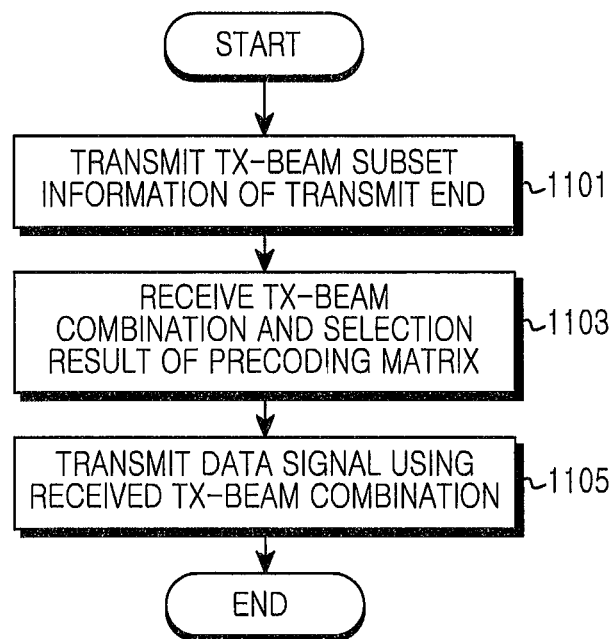 START
TRANSMIT TX-BEAM SUBSET
INFORMATION OF TRANSMIT END
1101
RECEIVE TX-BEAM
COMBINATION AND SELECTION
RESULT OF PRECODING MATRIX
1103
TRANSMIT DATA SIGNAL USING
RECEIVED TX-BEAM COMBINATION
1105
END